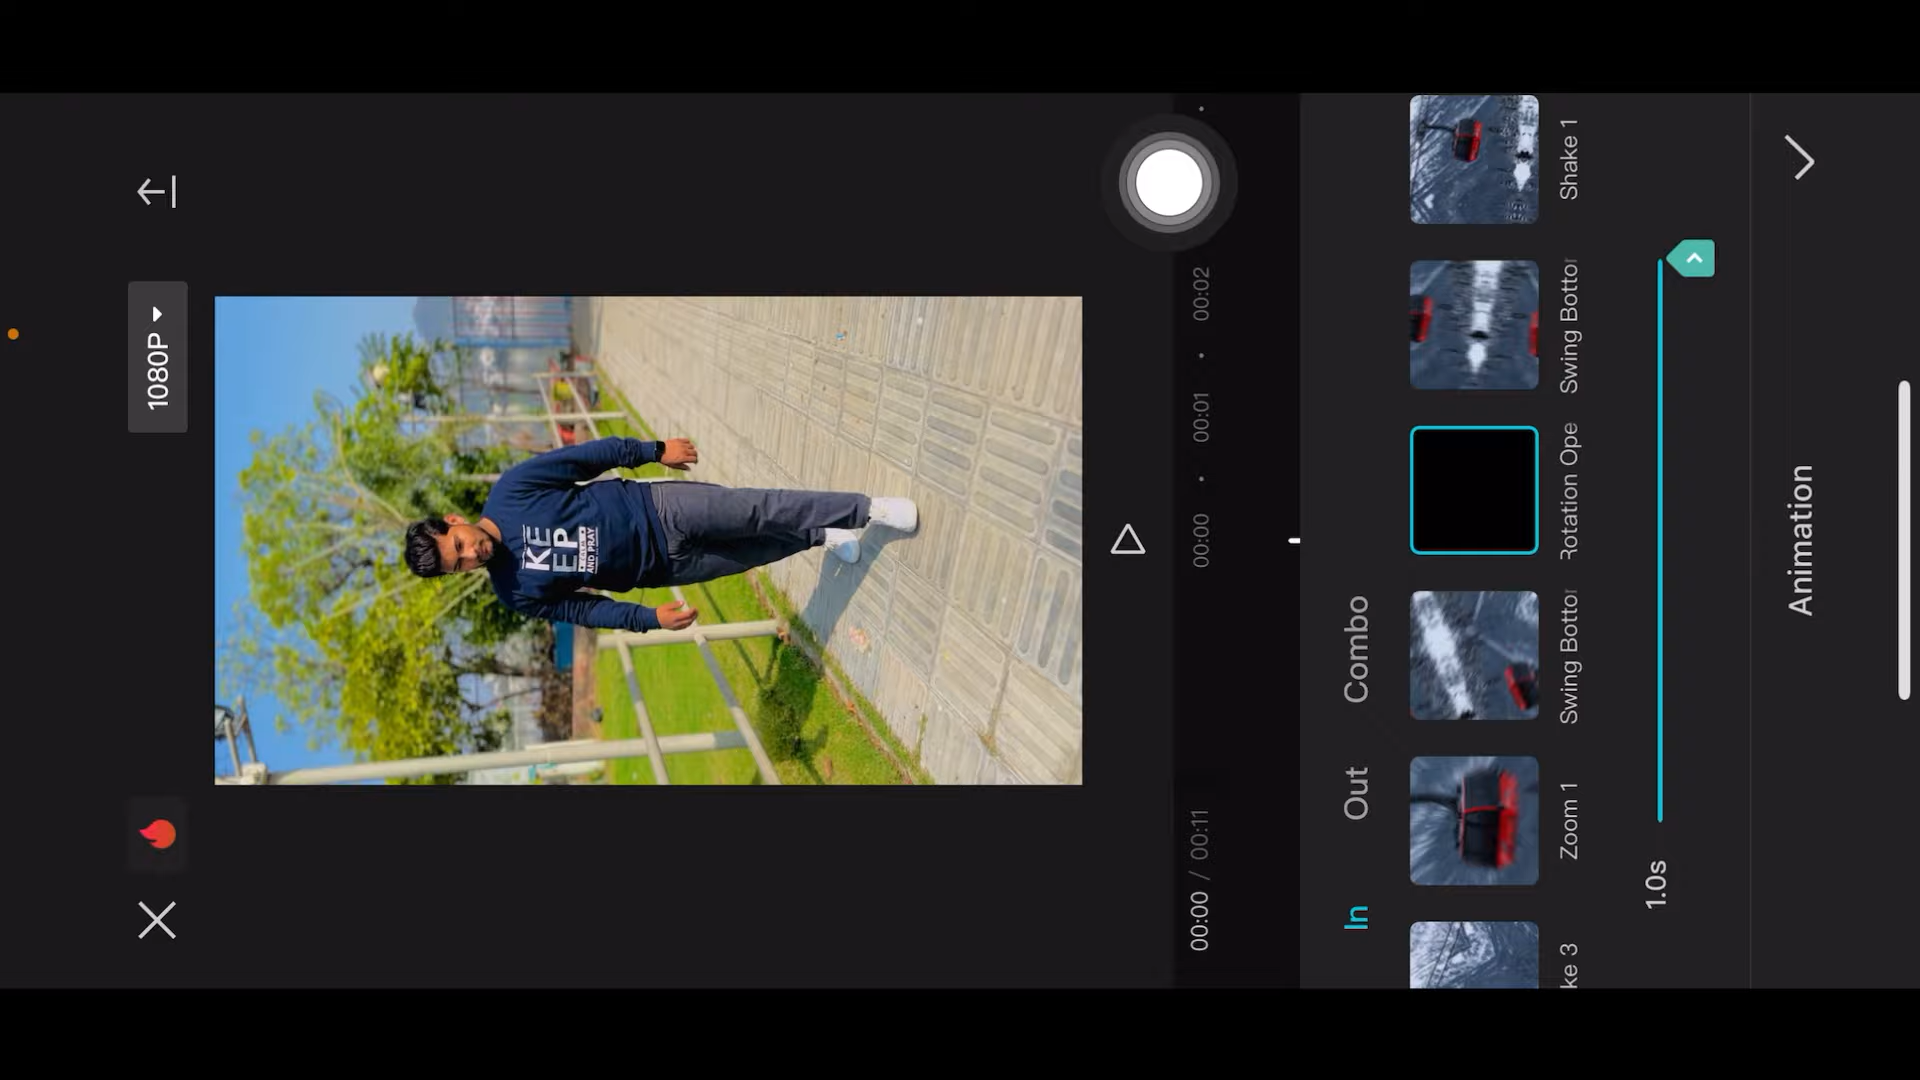 1080P
KE
EP
AND PRAY
00:00 / 00:11
00:00
00:01
00:02
In
Out
Combo
ke 3
Zoom 1
Swing Bottor
Rotation Ope
Swing Bottor
Shake 1
1.0s
Animation